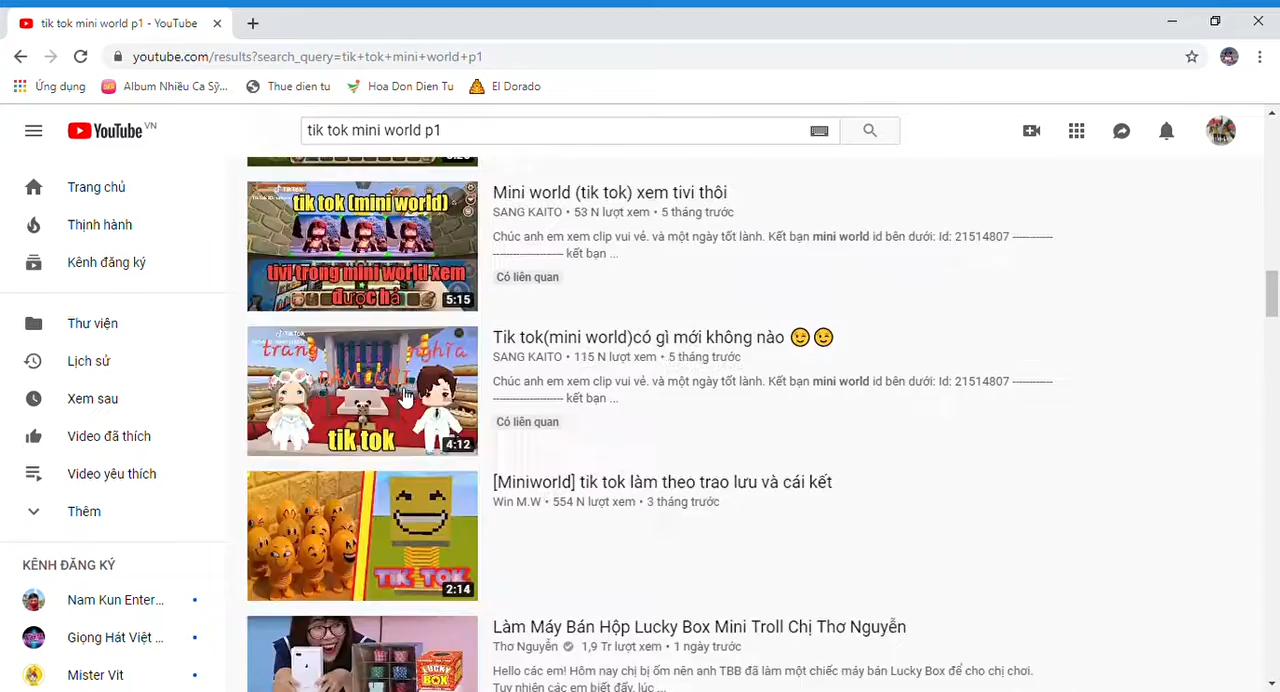 tik tok mini world p1 - YouTube
youtube.com/results?search_query=tik+tok+mini+world+p1
Ứng dụng
Album Nhiều Ca Sỹ...
Thue dien tu
Hoa Don Dien Tu
El Dorado
YouTube VN
tik tok mini world p1
Trang chủ
Thịnh hành
Kênh đăng ký
Thư viện
Lịch sử
Xem sau
Video đã thích
Video yêu thích
Thêm
KÊNH ĐĂNG KÝ
Nam Kun Enter...
Giọng Hát Việt ...
Mister Vit
tik tok (mini world)
tivi trong mini world xem
được hả
5:15
Mini world (tik tok) xem tivi thôi
SANG KAITO • 53 N lượt xem • 5 tháng trước
Chúc anh em xem clip vui vẻ. và một ngày tốt lành. Kết bạn mini world id bên dưới: Id: 21514807 -----------
------------------- kết bạn ...
Có liên quan
TikTok
trang nghĩa
tik tok
4:12
Tik tok(mini world)có gì mới không nào 😉😉
SANG KAITO • 115 N lượt xem • 5 tháng trước
Chúc anh em xem clip vui vẻ. và một ngày tốt lành. Kết bạn mini world id bên dưới: Id: 21514807 -----------
------------------- kết bạn ...
Có liên quan
TIK TOK
2:14
[Miniworld] tik tok làm theo trao lưu và cái kết
Win M.W • 554 N lượt xem • 3 tháng trước
LUCKY
BOX
Làm Máy Bán Hộp Lucky Box Mini Troll Chị Thơ Nguyễn
Thơ Nguyễn 1,9 Tr lượt xem • 1 ngày trước
Hello các em! Hôm nay chị bị ốm nên anh TBB đã làm một chiếc máy bán Lucky Box để cho chị chơi.
Tuy nhiên các em biết đấy, lúc ...